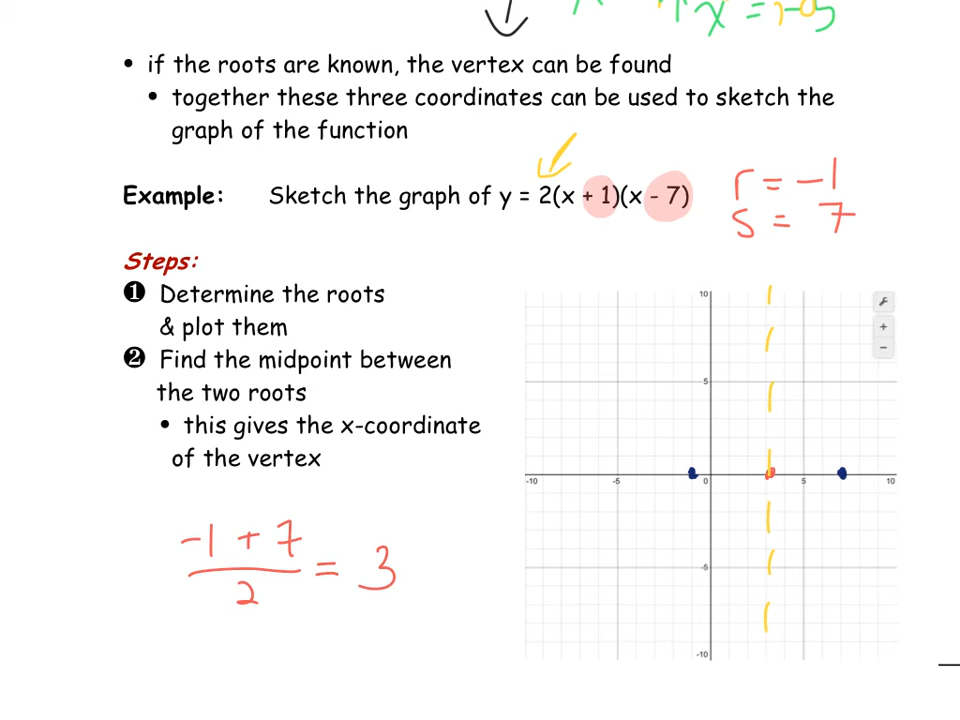 x = -5
• if the roots are known, the vertex can be found
• together these three coordinates can be used to sketch the
graph of the function
Example: Sketch the graph of y = 2(x + 1)(x - 7)
r = -1
s = 7
Steps:
❶ Determine the roots
& plot them
❷ Find the midpoint between
the two roots
• this gives the x-coordinate
of the vertex
-1 + 7
2
= 3
10
5
-10 -5 0 5 10
-5
-10